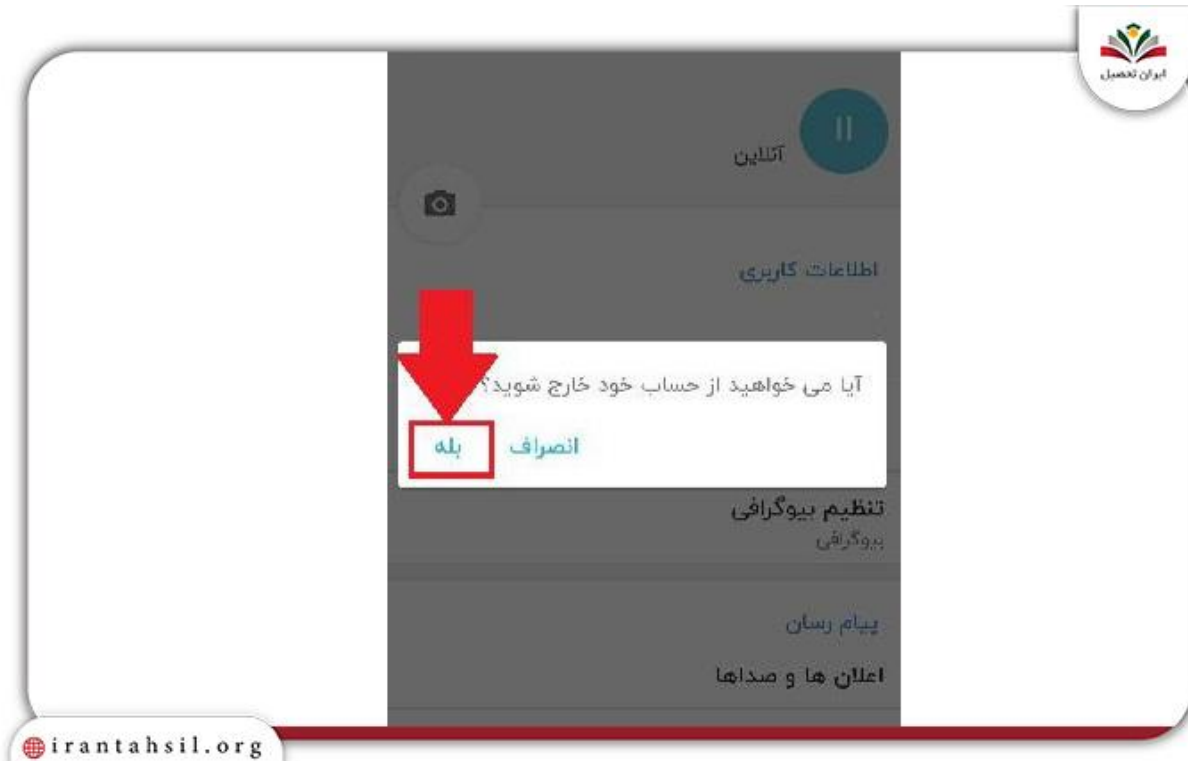 ایران تحصیل
آنلاین
اطلاعات کاربری
آیا می خواهید از حساب خود خارج شوید؟
انصراف بله
تنظیم بیوگرافی
بیوگرافی
پیام رسان
اعلان ها و صداها
irantahsil.org